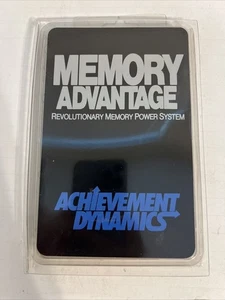 MEMORY
ADVANTAGE
REVOLUTIONARY MEMORY POWER SYSTEM
ACHIEVEMENT
DYNAMICS